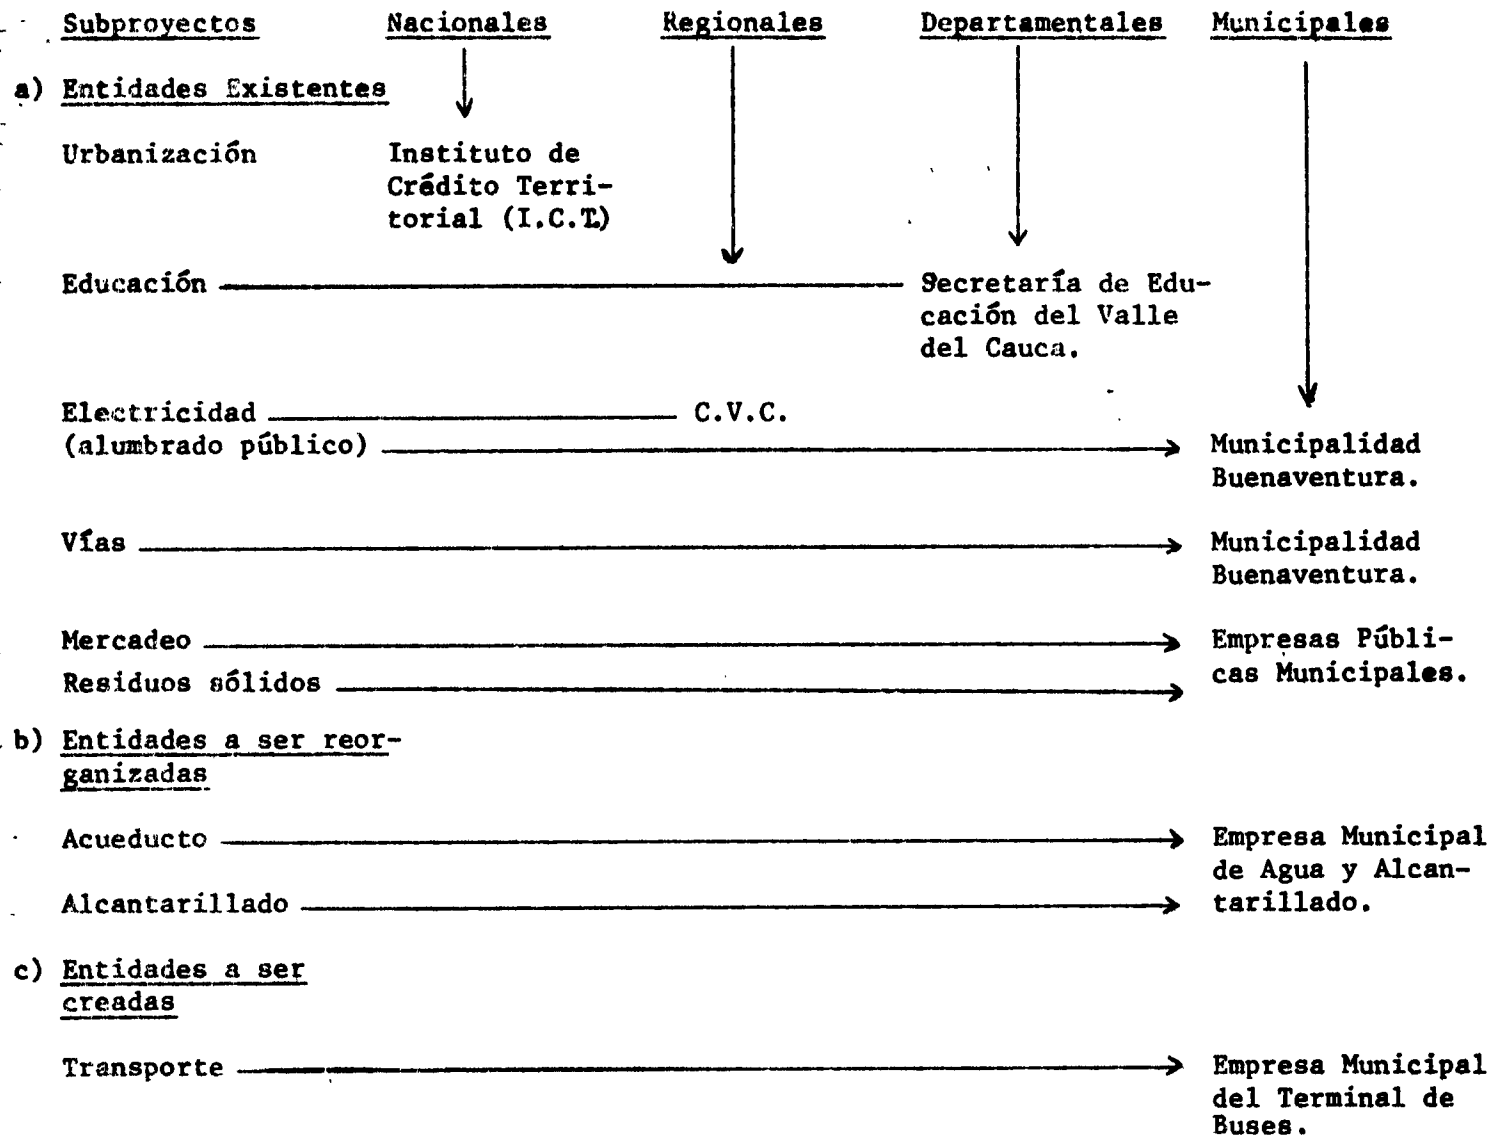 Subproyectos Nacionales Regionales Departamentales Municipales
a) Entidades Existentes
Urbanización Instituto de
Crédito Terri-
torial (I.C.T.)
Educación Secretaría de Edu-
cación del Valle
del Cauca.
Electricidad C.V.C.
(alumbrado público) Municipalidad
Buenaventura.
Vías Municipalidad
Buenaventura.
Mercadeo Empresas Públi-
Residuos sólidos cas Municipales.
b) Entidades a ser reor-
ganizadas
Acueducto Empresa Municipal
de Agua y Alcan-
Alcantarillado tarillado.
c) Entidades a ser
creadas
Transporte Empresa Municipal
del Terminal de
Buses.